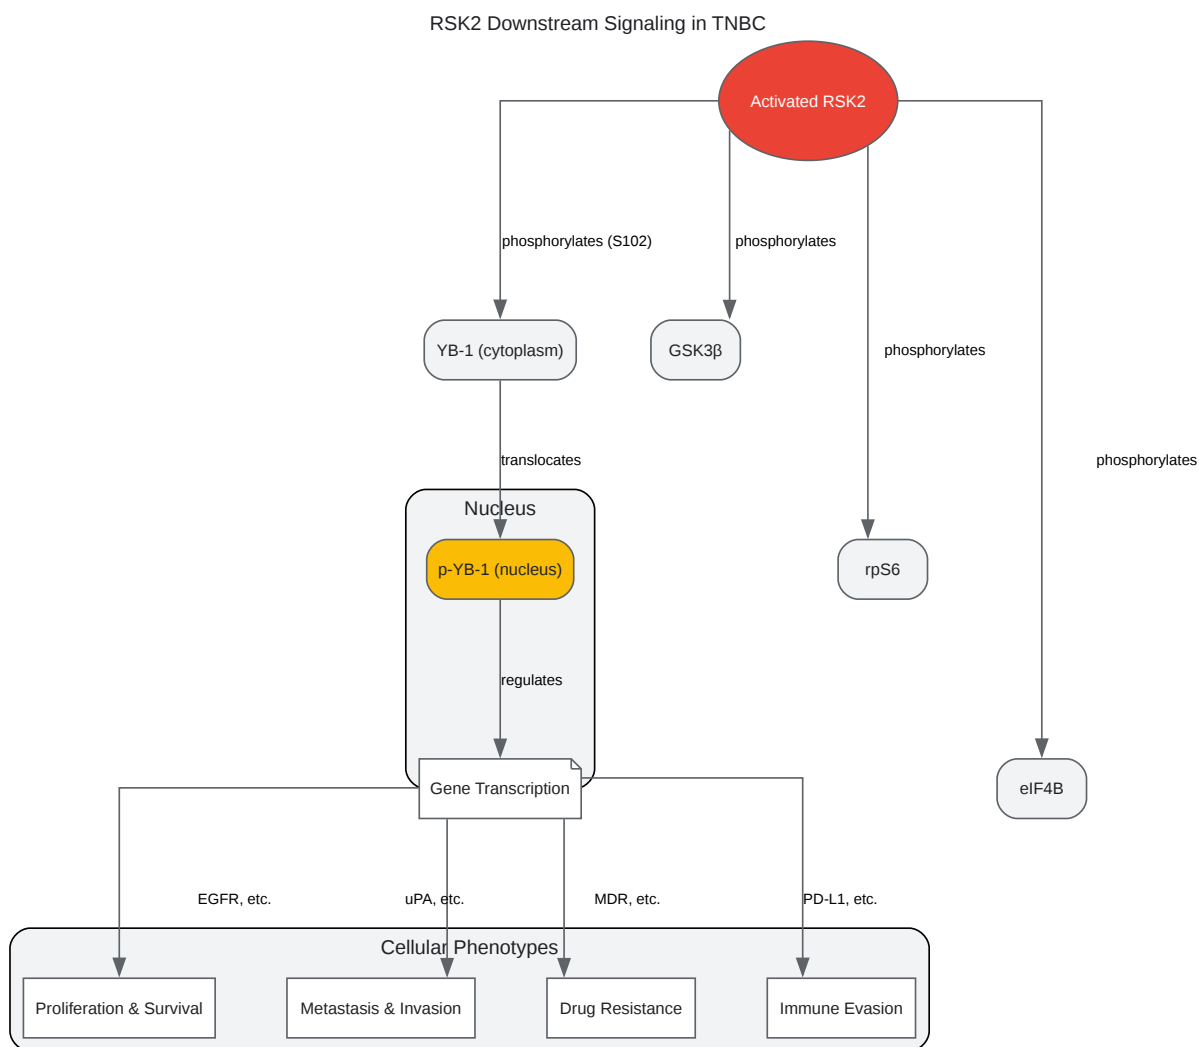 RSK2 Downstream Signaling in TNBC
Activated RSK2
phosphorylates (S102)
phosphorylates
YB-1 (cytoplasm)
GSK3β
phosphorylates
translocates
phosphorylates
Nucleus
p-YB-1 (nucleus)
rpS6
regulates
Gene Transcription
eIF4B
EGFR, etc.
uPA, etc.
MDR, etc.
PD-L1, etc.
Cellular Phenotypes
Proliferation & Survival
Metastasis & Invasion
Drug Resistance
Immune Evasion